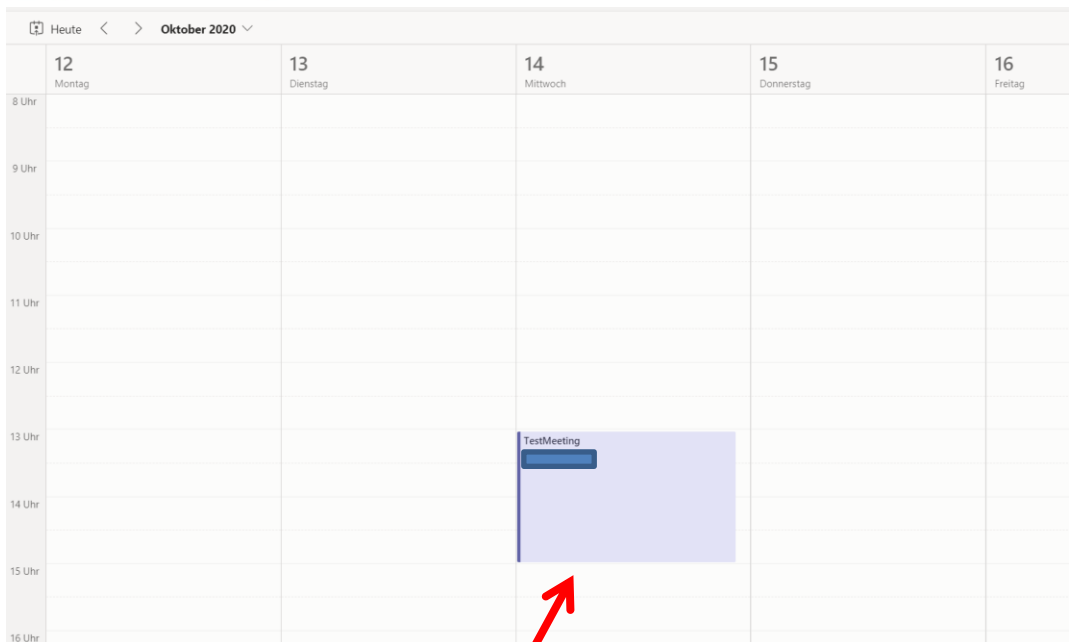 Heute Oktober 2020
12 13 14 15 16
Montag Dienstag Mittwoch Donnerstag Freitag
8 Uhr
9 Uhr
10 Uhr
11 Uhr
12 Uhr
13 Uhr TestMeeting
14 Uhr
15 Uhr
16 Uhr